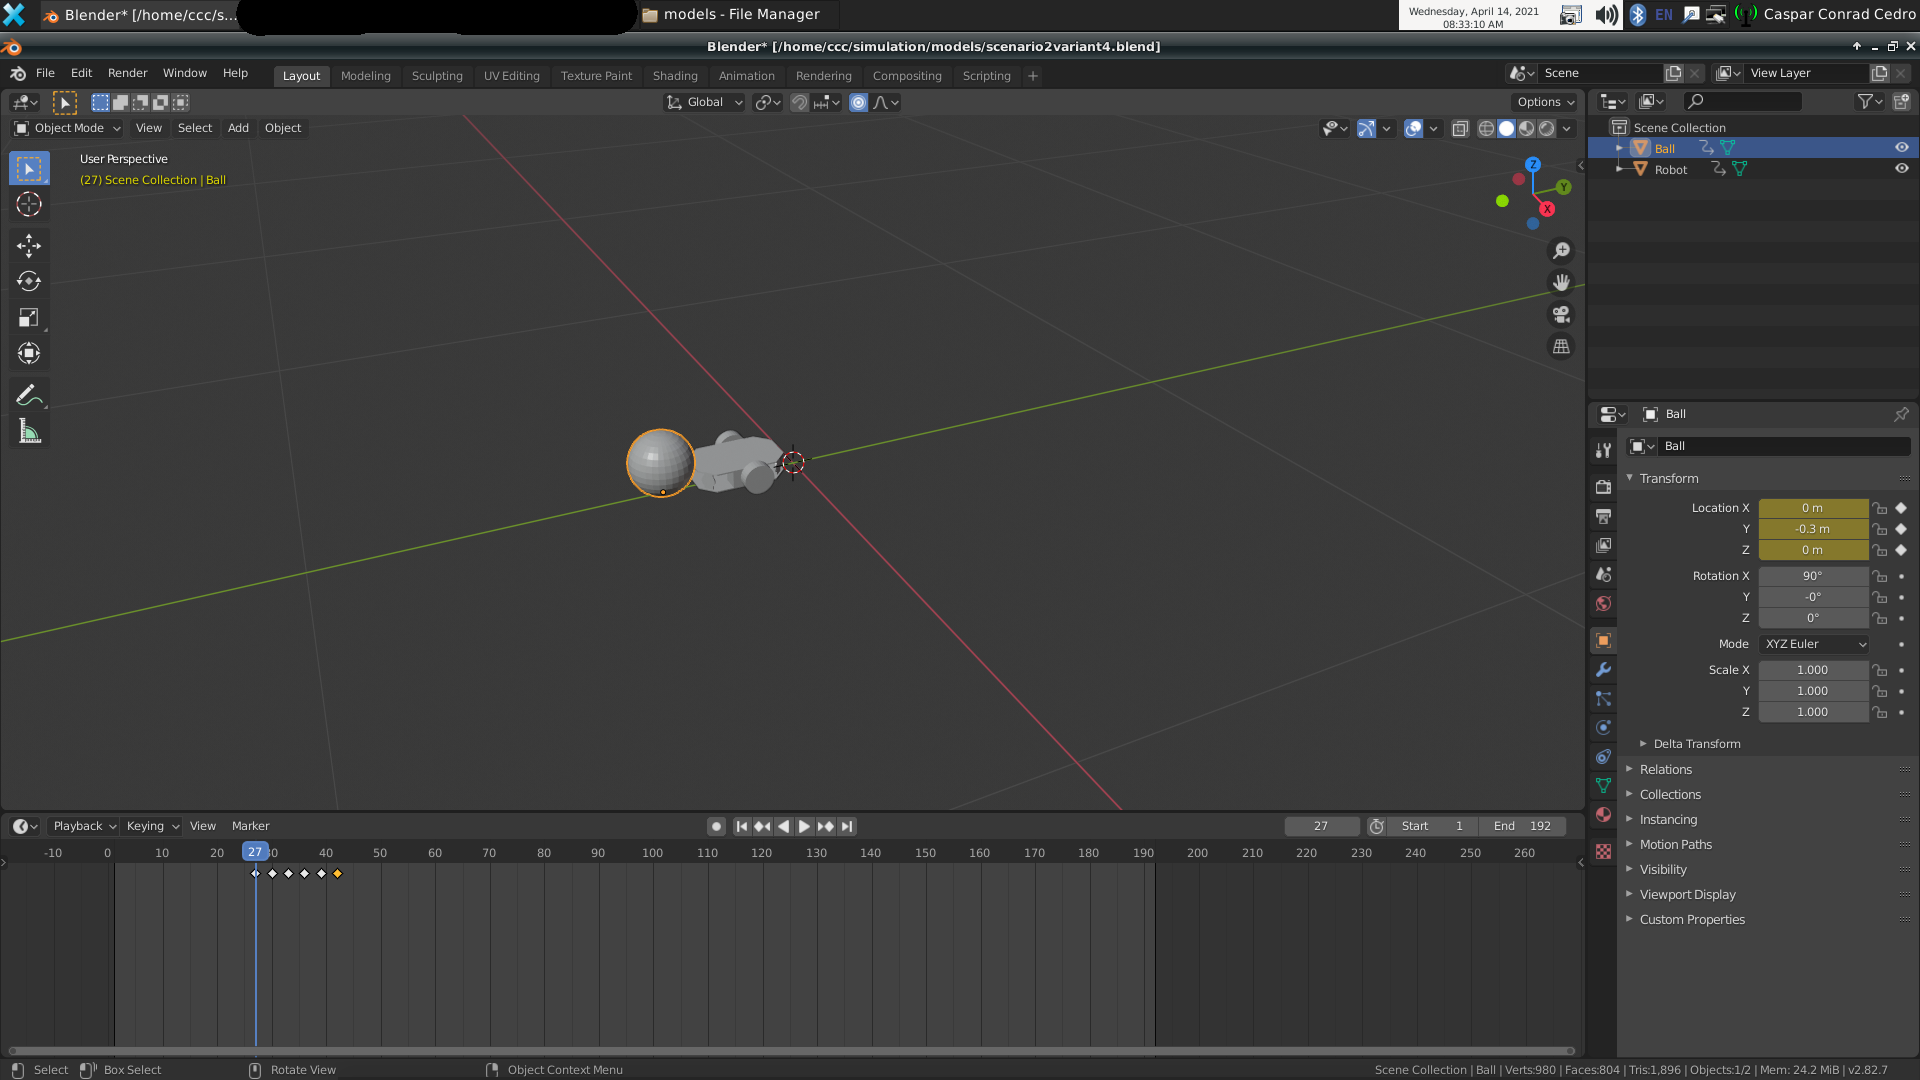 Blender* [/home/ccc/s...
models - File Manager
Wednesday, April 14, 2021
08:33:10 AM
EN
Caspar Conrad Cedro
Blender* [/home/ccc/simulation/models/scenario2variant4.blend]
File Edit Render Window Help
Layout Modeling Sculpting UV Editing Texture Paint Shading Animation Rendering Compositing Scripting +
Scene
View Layer
Global
Options
Object Mode View Select Add Object
User Perspective
(27) Scene Collection | Ball
Z
Y
X
Scene Collection
Ball
Robot
Ball
Ball
Transform
Location X 0 m
Y -0.3 m
Z 0 m
Rotation X 90°
Y -0°
Z 0°
Mode XYZ Euler
Scale X 1.000
Y 1.000
Z 1.000
Delta Transform
Relations
Collections
Instancing
Motion Paths
Visibility
Viewport Display
Custom Properties
Playback Keying View Marker
27
Start 1
End 192
-10 0 10 20 27 40 50 60 70 80 90 100 110 120 130 140 150 160 170 180 190 200 210 220 230 240 250 260
Select Box Select Rotate View Object Context Menu
Scene Collection | Ball | Verts:980 | Faces:804 | Tris:1,896 | Objects:1/2 | Mem: 24.2 MiB | v2.82.7